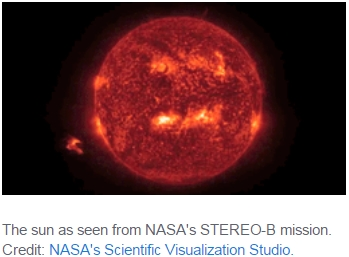 The sun as seen from NASA's STEREO-B mission.
Credit: NASA's Scientific Visualization Studio.